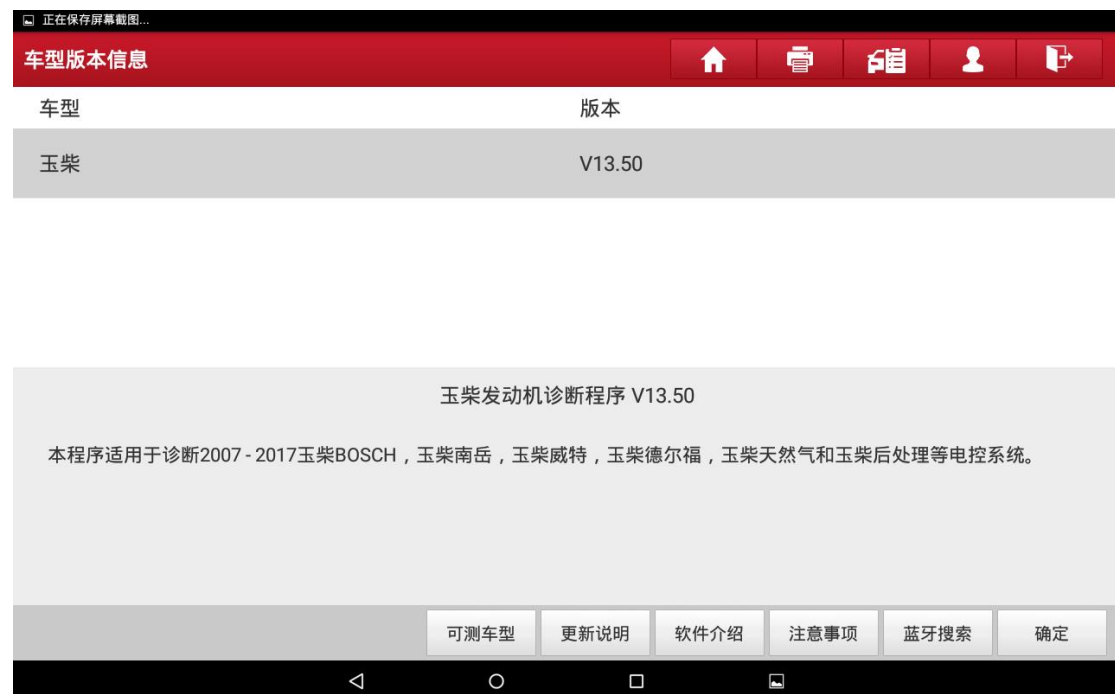 正在保存屏幕截图...
车型版本信息
车型 版本
玉柴 V13.50
玉柴发动机诊断程序 V13.50
本程序适用于诊断2007 - 2017玉柴BOSCH，玉柴南岳，玉柴威特，玉柴德尔福，玉柴天然气和玉柴后处理等电控系统。
可测车型 更新说明 软件介绍 注意事项 蓝牙搜索 确定